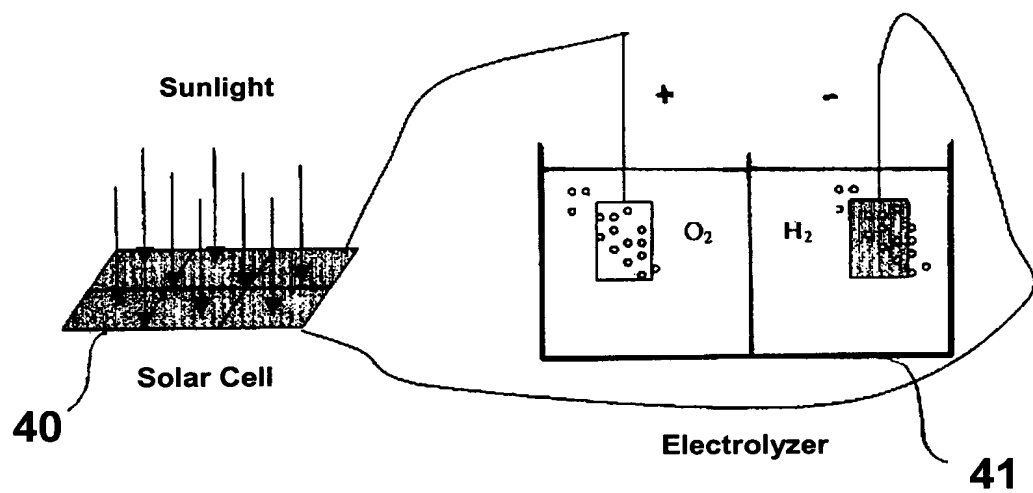 Sunlight
+
-
O₂
H₂
Solar Cell
40
Electrolyzer
41